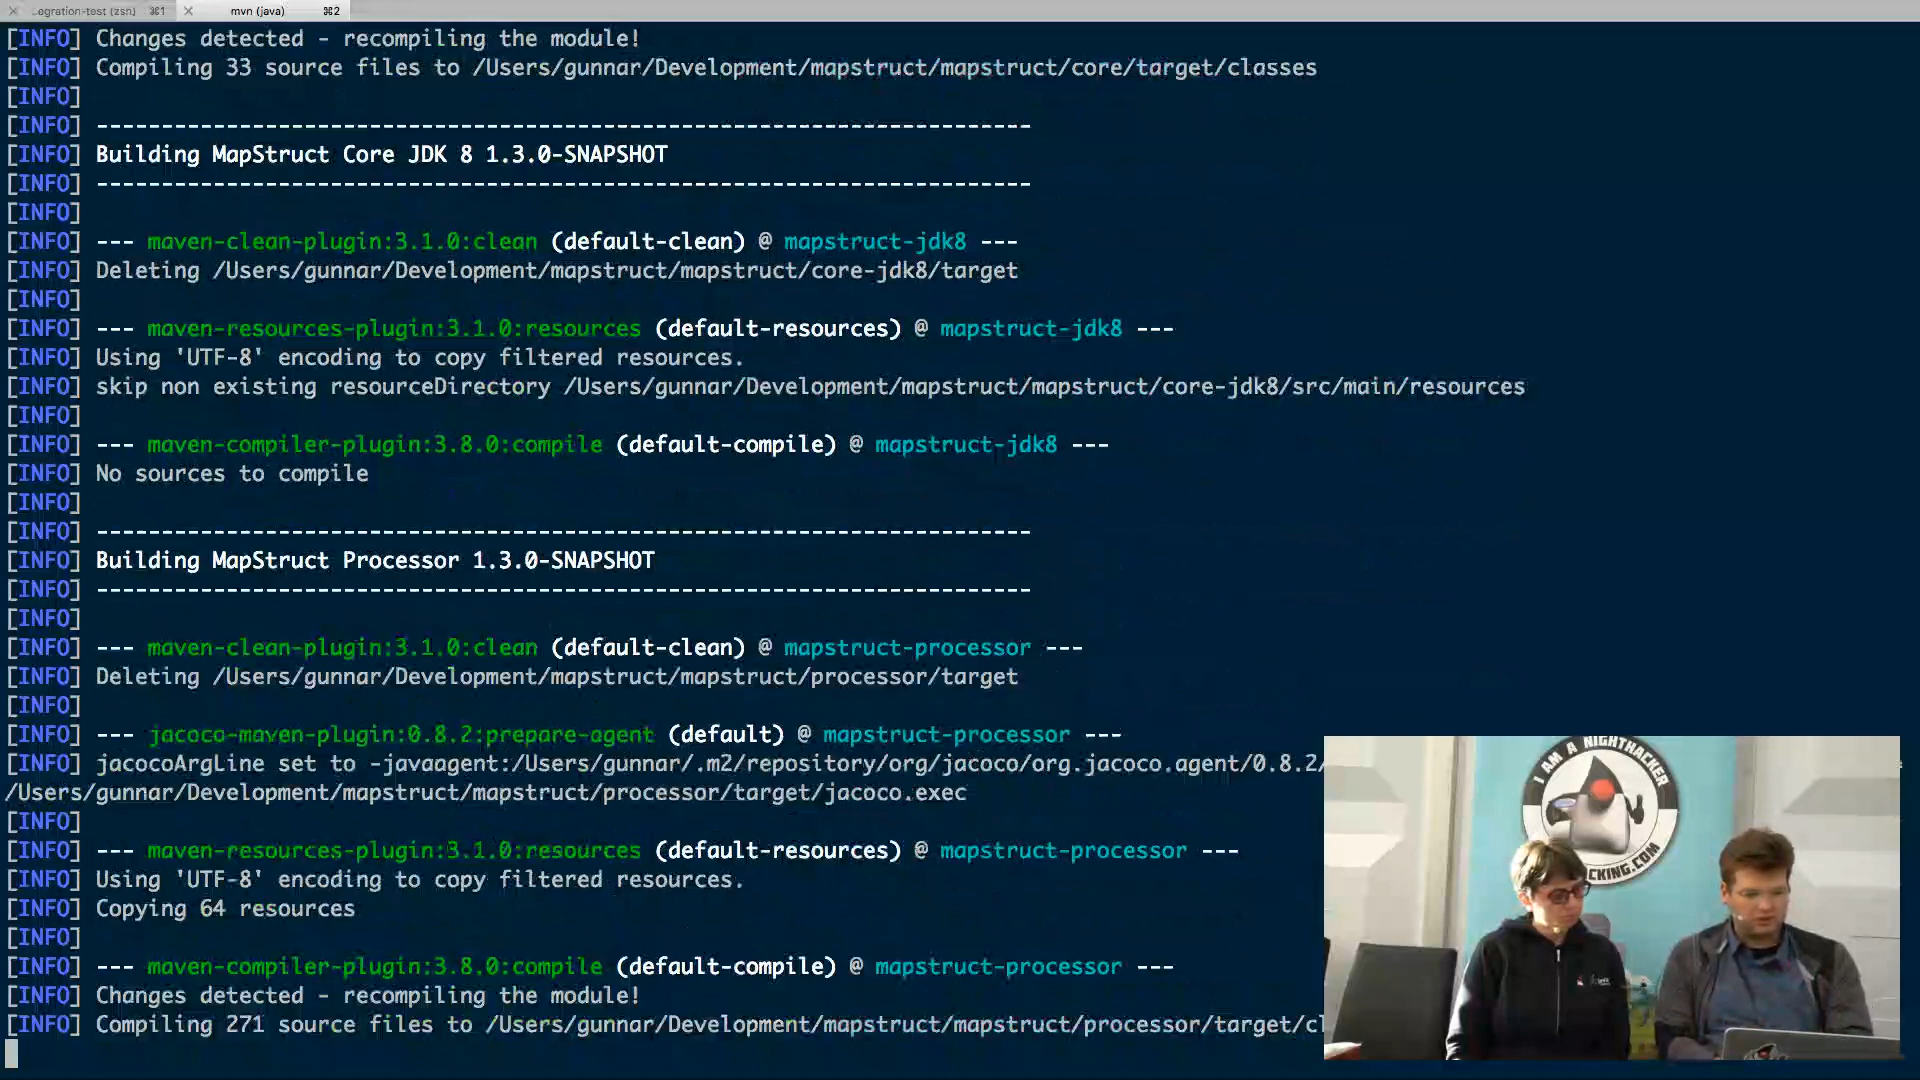 ..egration-test (zsh) ⌘1 mvn (java) ⌘2
[INFO] Changes detected - recompiling the module!
[INFO] Compiling 33 source files to /Users/gunnar/Development/mapstruct/mapstruct/core/target/classes
[INFO]
[INFO] ------------------------------------------------------------------------
[INFO] Building MapStruct Core JDK 8 1.3.0-SNAPSHOT
[INFO] ------------------------------------------------------------------------
[INFO]
[INFO] --- maven-clean-plugin:3.1.0:clean (default-clean) @ mapstruct-jdk8 ---
[INFO] Deleting /Users/gunnar/Development/mapstruct/mapstruct/core-jdk8/target
[INFO]
[INFO] --- maven-resources-plugin:3.1.0:resources (default-resources) @ mapstruct-jdk8 ---
[INFO] Using 'UTF-8' encoding to copy filtered resources.
[INFO] skip non existing resourceDirectory /Users/gunnar/Development/mapstruct/mapstruct/core-jdk8/src/main/resources
[INFO]
[INFO] --- maven-compiler-plugin:3.8.0:compile (default-compile) @ mapstruct-jdk8 ---
[INFO] No sources to compile
[INFO]
[INFO] ------------------------------------------------------------------------
[INFO] Building MapStruct Processor 1.3.0-SNAPSHOT
[INFO] ------------------------------------------------------------------------
[INFO]
[INFO] --- maven-clean-plugin:3.1.0:clean (default-clean) @ mapstruct-processor ---
[INFO] Deleting /Users/gunnar/Development/mapstruct/mapstruct/processor/target
[INFO]
[INFO] --- jacoco-maven-plugin:0.8.2:prepare-agent (default) @ mapstruct-processor ---
[INFO] jacocoArgLine set to -javaagent:/Users/gunnar/.m2/repository/org/jacoco/org.jacoco.agent/0.8.2/
/Users/gunnar/Development/mapstruct/mapstruct/processor/target/jacoco.exec
[INFO]
[INFO] --- maven-resources-plugin:3.1.0:resources (default-resources) @ mapstruct-processor ---
[INFO] Using 'UTF-8' encoding to copy filtered resources.
[INFO] Copying 64 resources
[INFO]
[INFO] --- maven-compiler-plugin:3.8.0:compile (default-compile) @ mapstruct-processor ---
[INFO] Changes detected - recompiling the module!
[INFO] Compiling 271 source files to /Users/gunnar/Development/mapstruct/mapstruct/processor/target/cl
I AM A NIGHTHACKER
CKING.COM